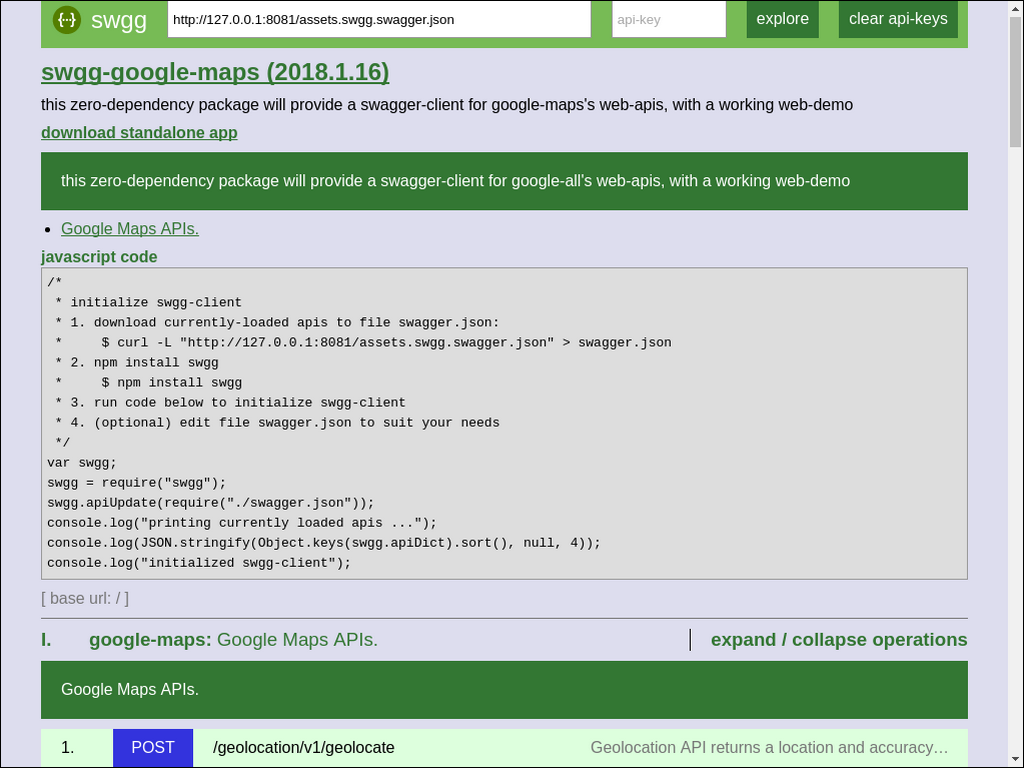 {··} swgg http://127.0.0.1:8081/assets.swgg.swagger.json api-key explore clear api-keys
swgg-google-maps (2018.1.16)
this zero-dependency package will provide a swagger-client for google-maps's web-apis, with a working web-demo
download standalone app
this zero-dependency package will provide a swagger-client for google-all's web-apis, with a working web-demo
• Google Maps APIs.
javascript code
/*
 * initialize swgg-client
 * 1. download currently-loaded apis to file swagger.json:
 *     $ curl -L "http://127.0.0.1:8081/assets.swgg.swagger.json" > swagger.json
 * 2. npm install swgg
 *     $ npm install swgg
 * 3. run code below to initialize swgg-client
 * 4. (optional) edit file swagger.json to suit your needs
 */
var swgg;
swgg = require("swgg");
swgg.apiUpdate(require("./swagger.json"));
console.log("printing currently loaded apis ...");
console.log(JSON.stringify(Object.keys(swgg.apiDict).sort(), null, 4));
console.log("initialized swgg-client");
[ base url: / ]
I. google-maps: Google Maps APIs. expand / collapse operations
Google Maps APIs.
1. POST /geolocation/v1/geolocate Geolocation API returns a location and accuracy…